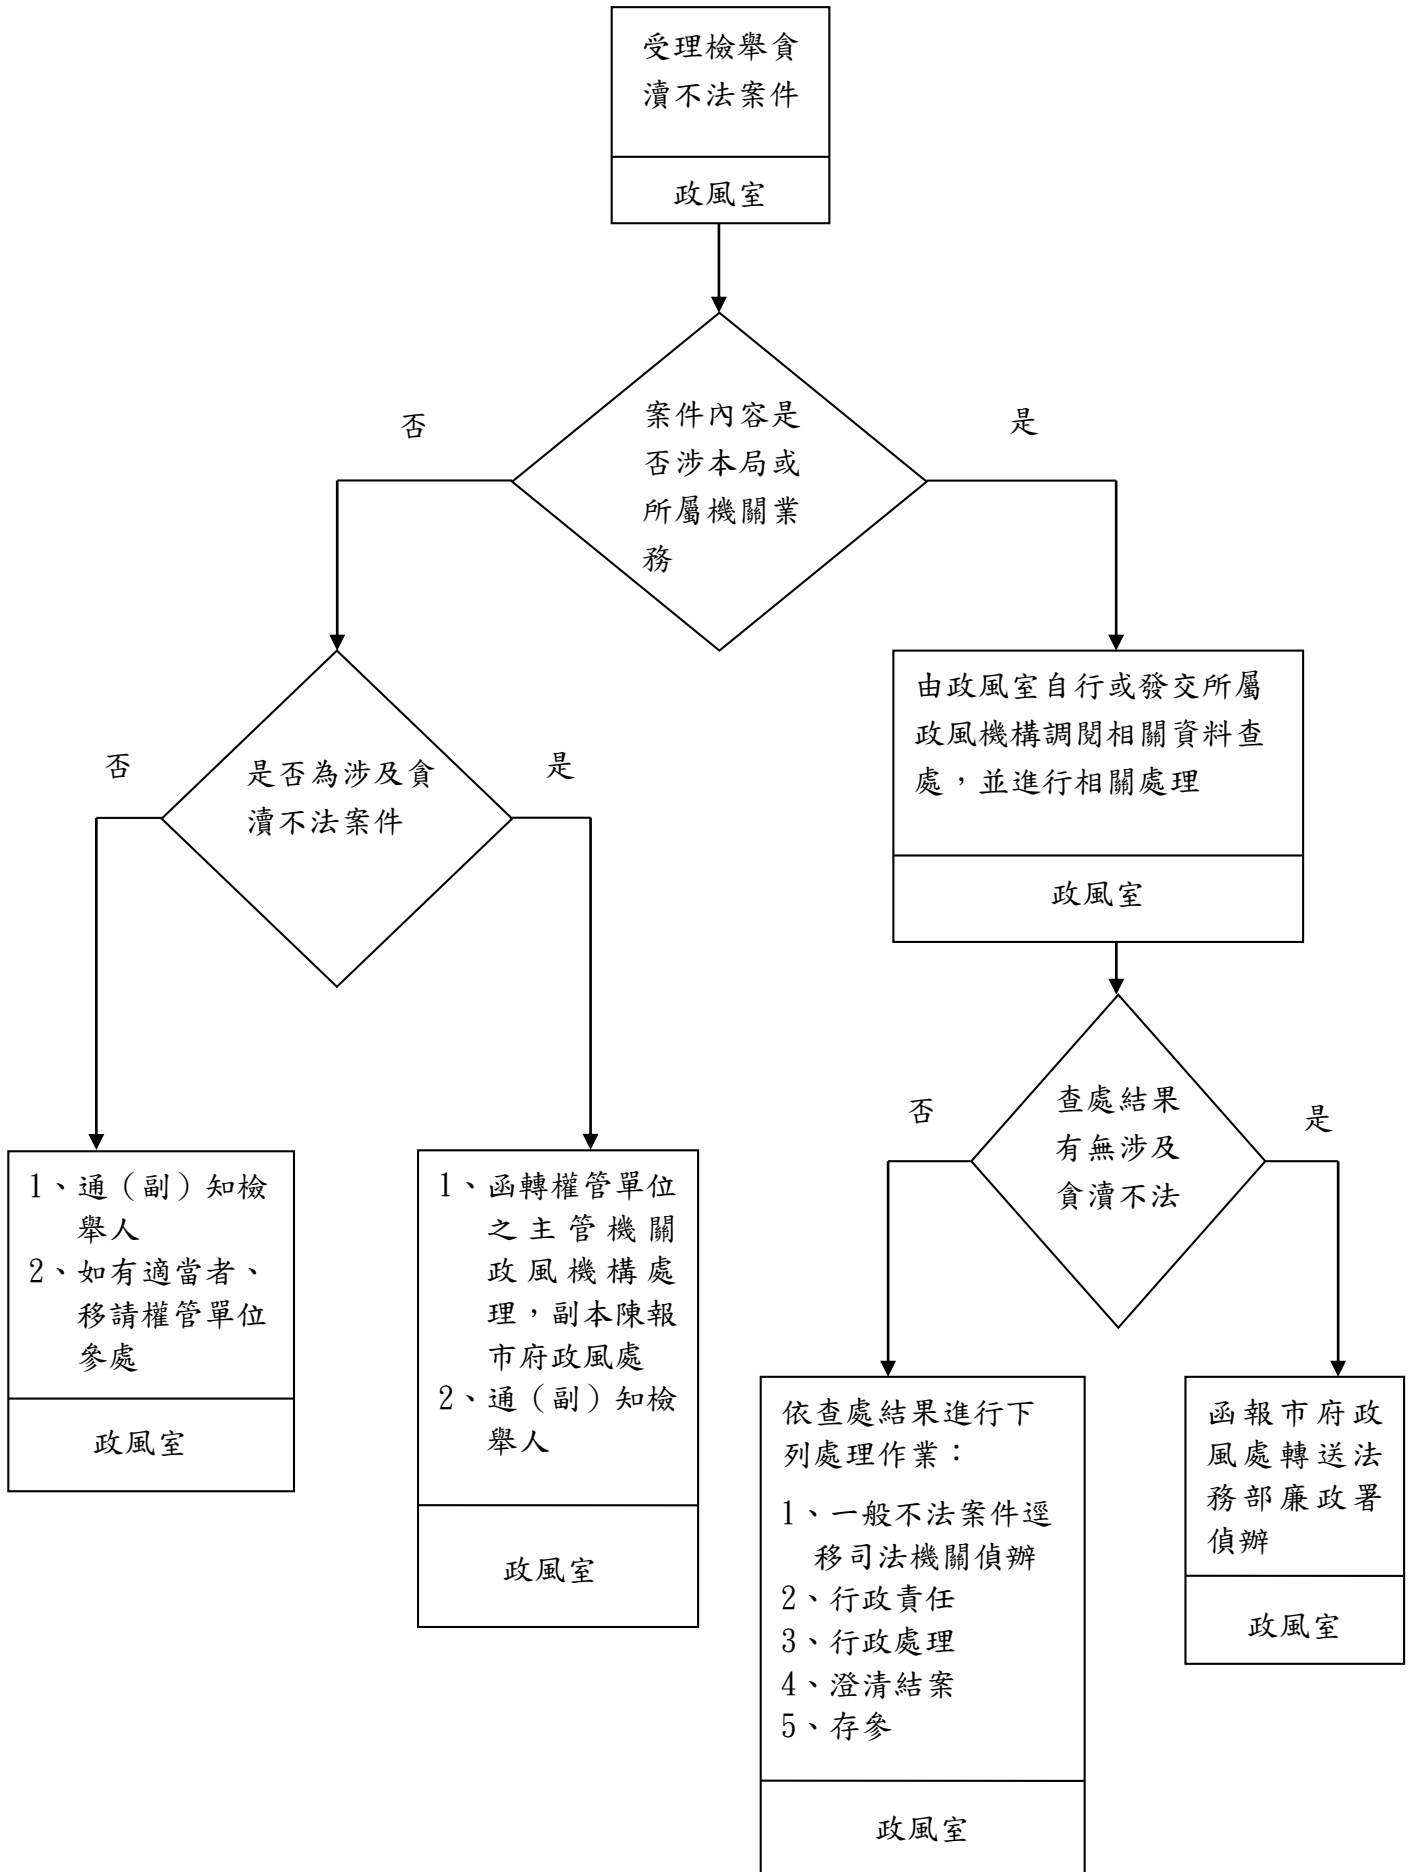 受理檢舉貪
瀆不法案件
政風室
案件內容是
否涉本局或
所屬機關業
務
否
是
是否為涉及貪
瀆不法案件
否
是
由政風室自行或發交所屬
政風機構調閱相關資料查
處，並進行相關處理
政風室
查處結果
有無涉及
貪瀆不法
否
是
1、通（副）知檢
舉人
2、如有適當者、
移請權管單位
參處
政風室
1、函轉權管單位
之主管機關
政風機構處
理，副本陳報
市府政風處
2、通（副）知檢
舉人
政風室
依查處結果進行下
列處理作業：
1、一般不法案件逕
移司法機關偵辦
2、行政責任
3、行政處理
4、澄清結案
5、存參
政風室
函報市府政
風處轉送法
務部廉政署
偵辦
政風室